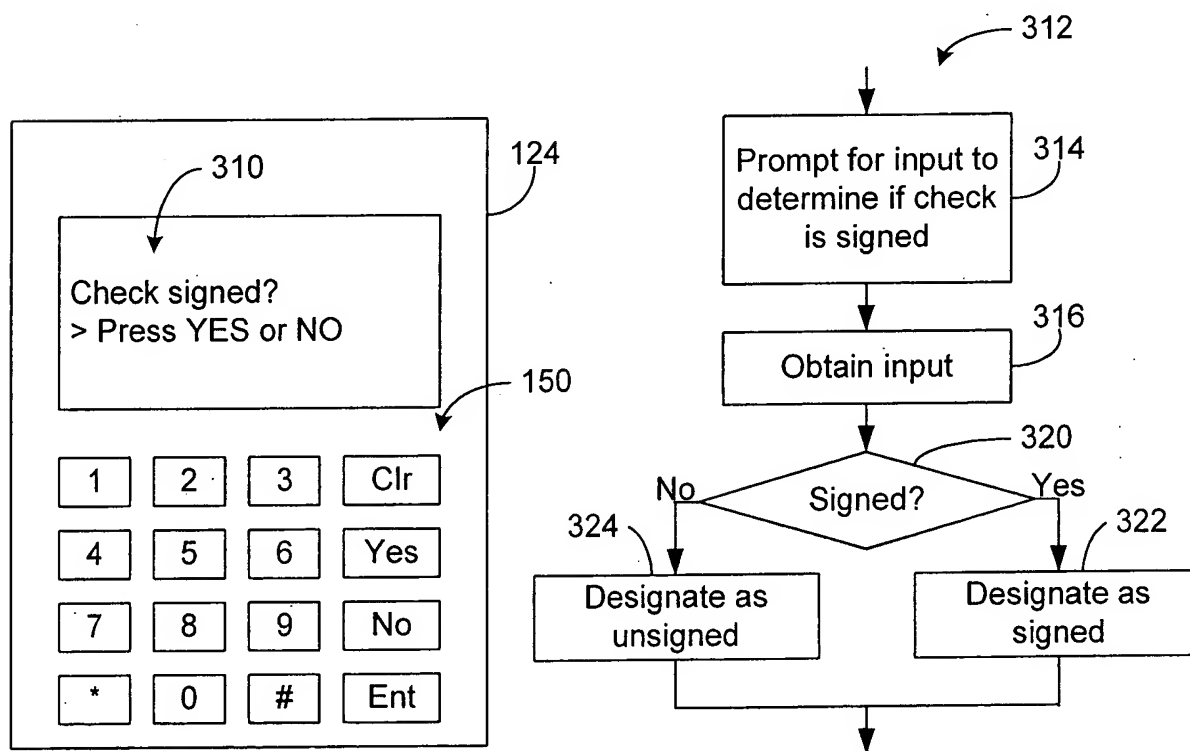 310
124
Check signed?
> Press YES or NO
150
1 2 3 Clr
4 5 6 Yes
7 8 9 No
* 0 # Ent
312
Prompt for input to
determine if check
is signed
314
Obtain input
316
320
No
Signed?
Yes
324
322
Designate as
unsigned
Designate as
signed